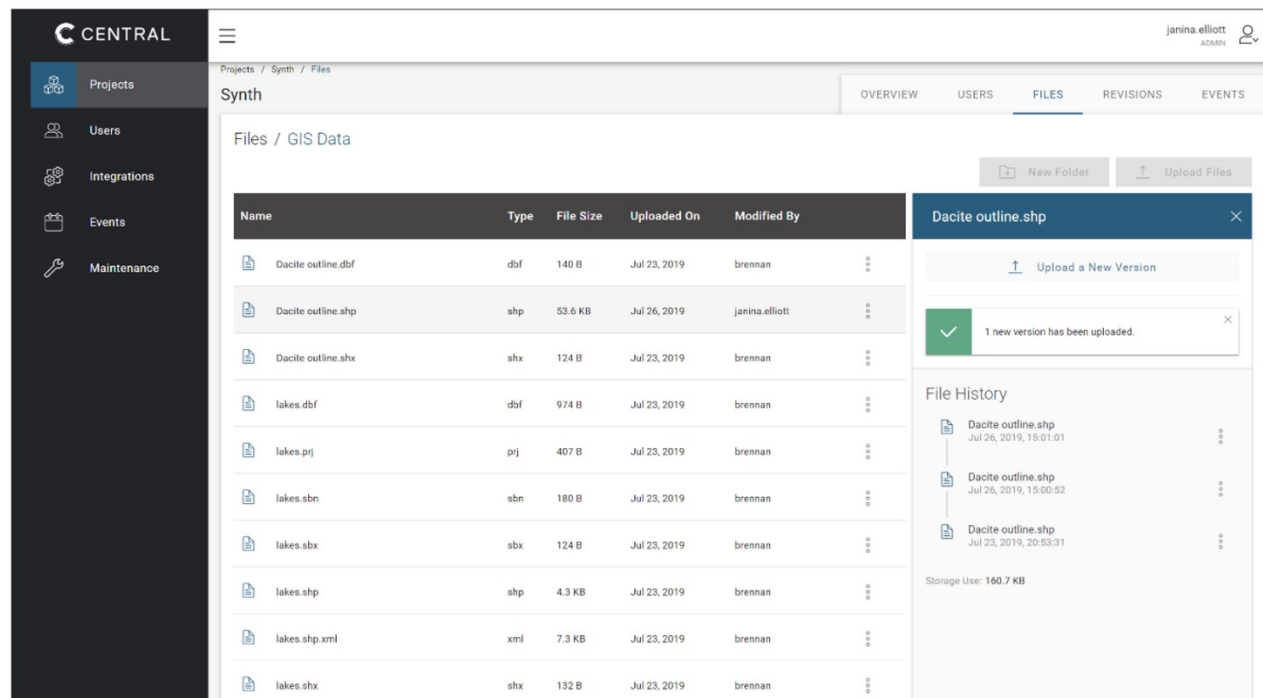 CENTRAL
janina.elliott
ADMIN
Projects
Users
Integrations
Events
Maintenance
Projects / Synth / Files
Synth
OVERVIEW USERS FILES REVISIONS EVENTS
Files / GIS Data
New Folder Upload Files
Name Type File Size Uploaded On Modified By
Dacite outline.dbf dbf 140 B Jul 23, 2019 brennan
Dacite outline.shp shp 53.6 KB Jul 26, 2019 janina.elliott
Dacite outline.shx shx 124 B Jul 23, 2019 brennan
lakes.dbf dbf 974 B Jul 23, 2019 brennan
lakes.prj prj 407 B Jul 23, 2019 brennan
lakes.sbn sbn 180 B Jul 23, 2019 brennan
lakes.sbx sbx 124 B Jul 23, 2019 brennan
lakes.shp shp 4.3 KB Jul 23, 2019 brennan
lakes.shp.xml xml 7.3 KB Jul 23, 2019 brennan
lakes.shx shx 132 B Jul 23, 2019 brennan
Dacite outline.shp
Upload a New Version
1 new version has been uploaded.
File History
Dacite outline.shp
Jul 26, 2019, 15:01:01
Dacite outline.shp
Jul 26, 2019, 15:00:52
Dacite outline.shp
Jul 23, 2019, 20:53:31
Storage Use: 160.7 KB